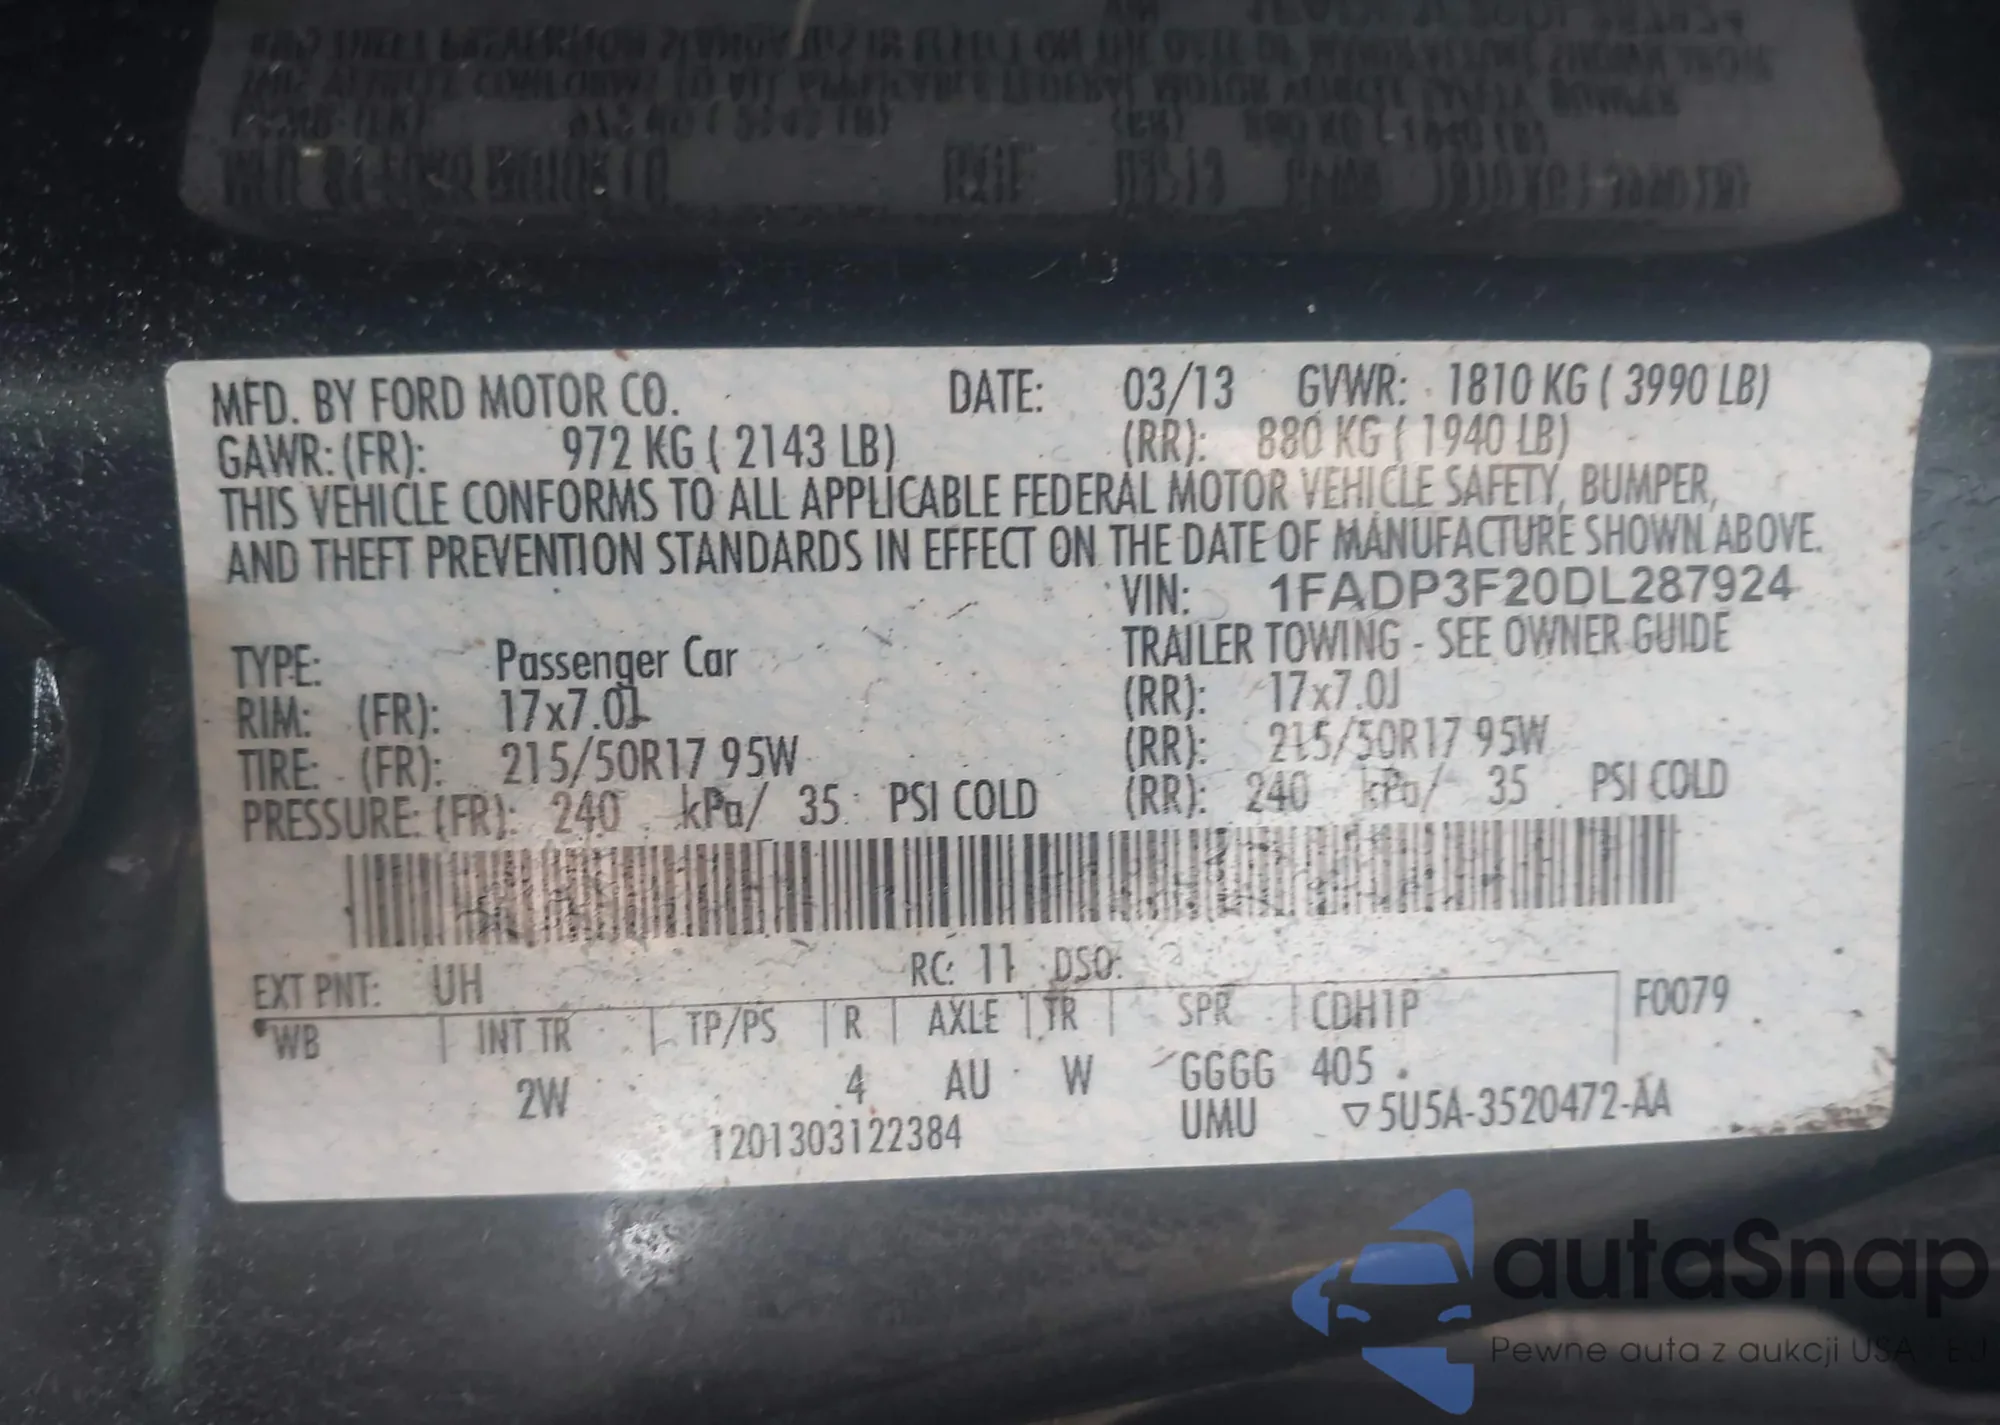 MFD. BY FORD MOTOR CO. DATE: 03/13 GVWR: 1810 KG ( 3990 LB)
GAWR: (FR): 972 KG ( 2143 LB) (RR): 880 KG ( 1940 LB)
THIS VEHICLE CONFORMS TO ALL APPLICABLE FEDERAL MOTOR VEHICLE SAFETY, BUMPER,
AND THEFT PREVENTION STANDARDS IN EFFECT ON THE DATE OF MANUFACTURE SHOWN ABOVE.
VIN: 1FADP3F20DL287924
TYPE: Passenger Car TRAILER TOWING - SEE OWNER GUIDE
RIM: (FR): 17x7.0J (RR): 17x7.0J
TIRE: (FR): 215/50R17 95W (RR): 215/50R17 95W
PRESSURE: (FR): 240 kPa/ 35 PSI COLD (RR): 240 kPa/ 35 PSI COLD
EXT PNT: UH RC: 11 DSO:
WB INT TR TP/PS R AXLE TR SPR CDH1P F0079
2W 4 AU W GGGG 405
1201303122384 UMU ▽5U5A-3520472-AA
autaSnap
Pewne auta z aukcji USA - EU